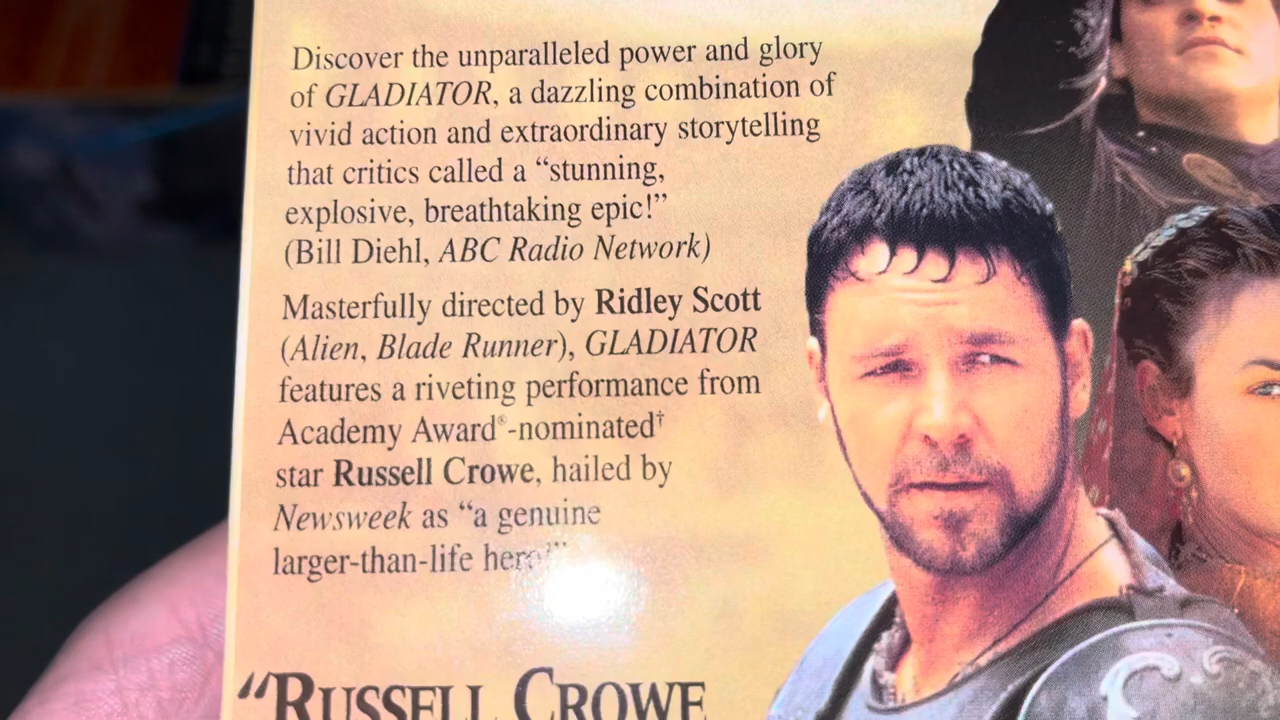 Discover the unparalleled power and glory
of GLADIATOR, a dazzling combination of
vivid action and extraordinary storytelling
that critics called a “stunning,
explosive, breathtaking epic!”
(Bill Diehl, ABC Radio Network)
Masterfully directed by Ridley Scott
(Alien, Blade Runner), GLADIATOR
features a riveting performance from
Academy Award®-nominated†
star Russell Crowe, hailed by
Newsweek as “a genuine
larger-than-life hero!”
“RUSSELL CROWE